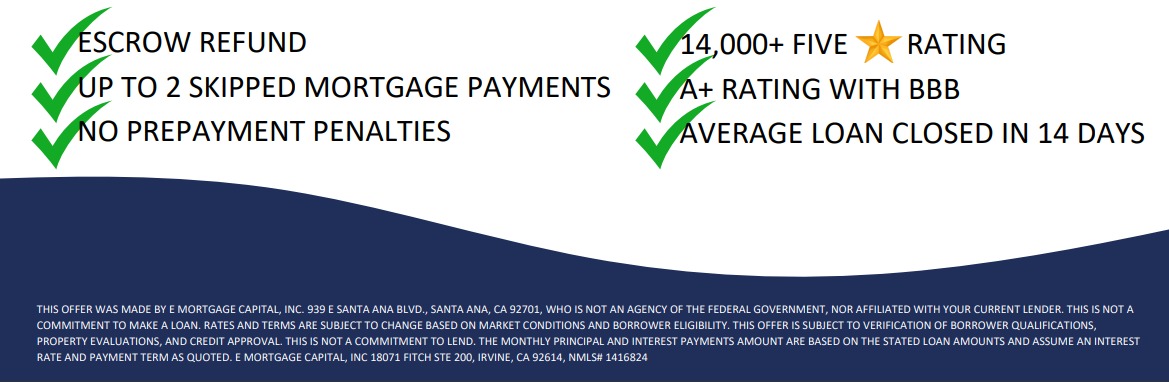 ESCROW REFUND
UP TO 2 SKIPPED MORTGAGE PAYMENTS
NO PREPAYMENT PENALTIES
14,000+ FIVE RATING
A+ RATING WITH BBB
AVERAGE LOAN CLOSED IN 14 DAYS
THIS OFFER WAS MADE BY E MORTGAGE CAPITAL, INC. 939 E SANTA ANA BLVD., SANTA ANA, CA 92701, WHO IS NOT AN AGENCY OF THE FEDERAL GOVERNMENT, NOR AFFILIATED WITH YOUR CURRENT LENDER. THIS IS NOT A
COMMITMENT TO MAKE A LOAN. RATES AND TERMS ARE SUBJECT TO CHANGE BASED ON MARKET CONDITIONS AND BORROWER ELIGIBILITY. THIS OFFER IS SUBJECT TO VERIFICATION OF BORROWER QUALIFICATIONS,
PROPERTY EVALUATIONS, AND CREDIT APPROVAL. THIS IS NOT A COMMITMENT TO LEND. THE MONTHLY PRINCIPAL AND INTEREST PAYMENTS AMOUNT ARE BASED ON THE STATED LOAN AMOUNTS AND ASSUME AN INTEREST
RATE AND PAYMENT TERM AS QUOTED. E MORTGAGE CAPITAL, INC 18071 FITCH STE 200, IRVINE, CA 92614, NMLS# 1416824